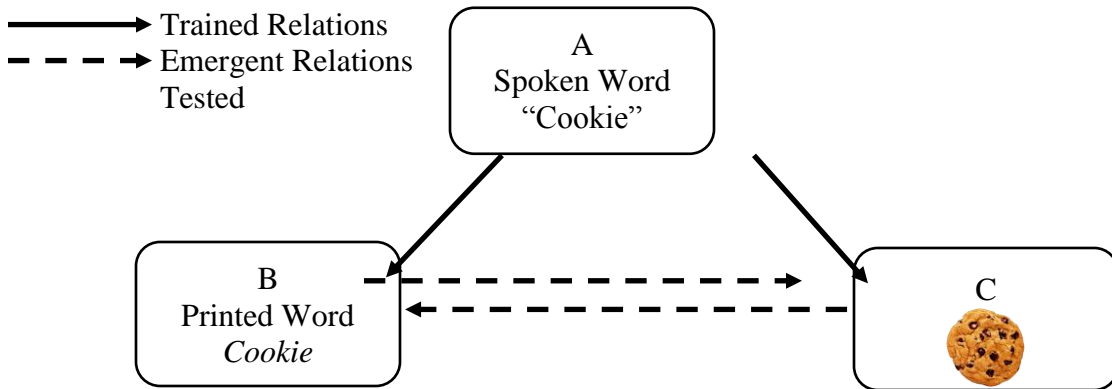 Trained Relations
Emergent Relations
Tested
A
Spoken Word
“Cookie”
B
Printed Word
Cookie
C